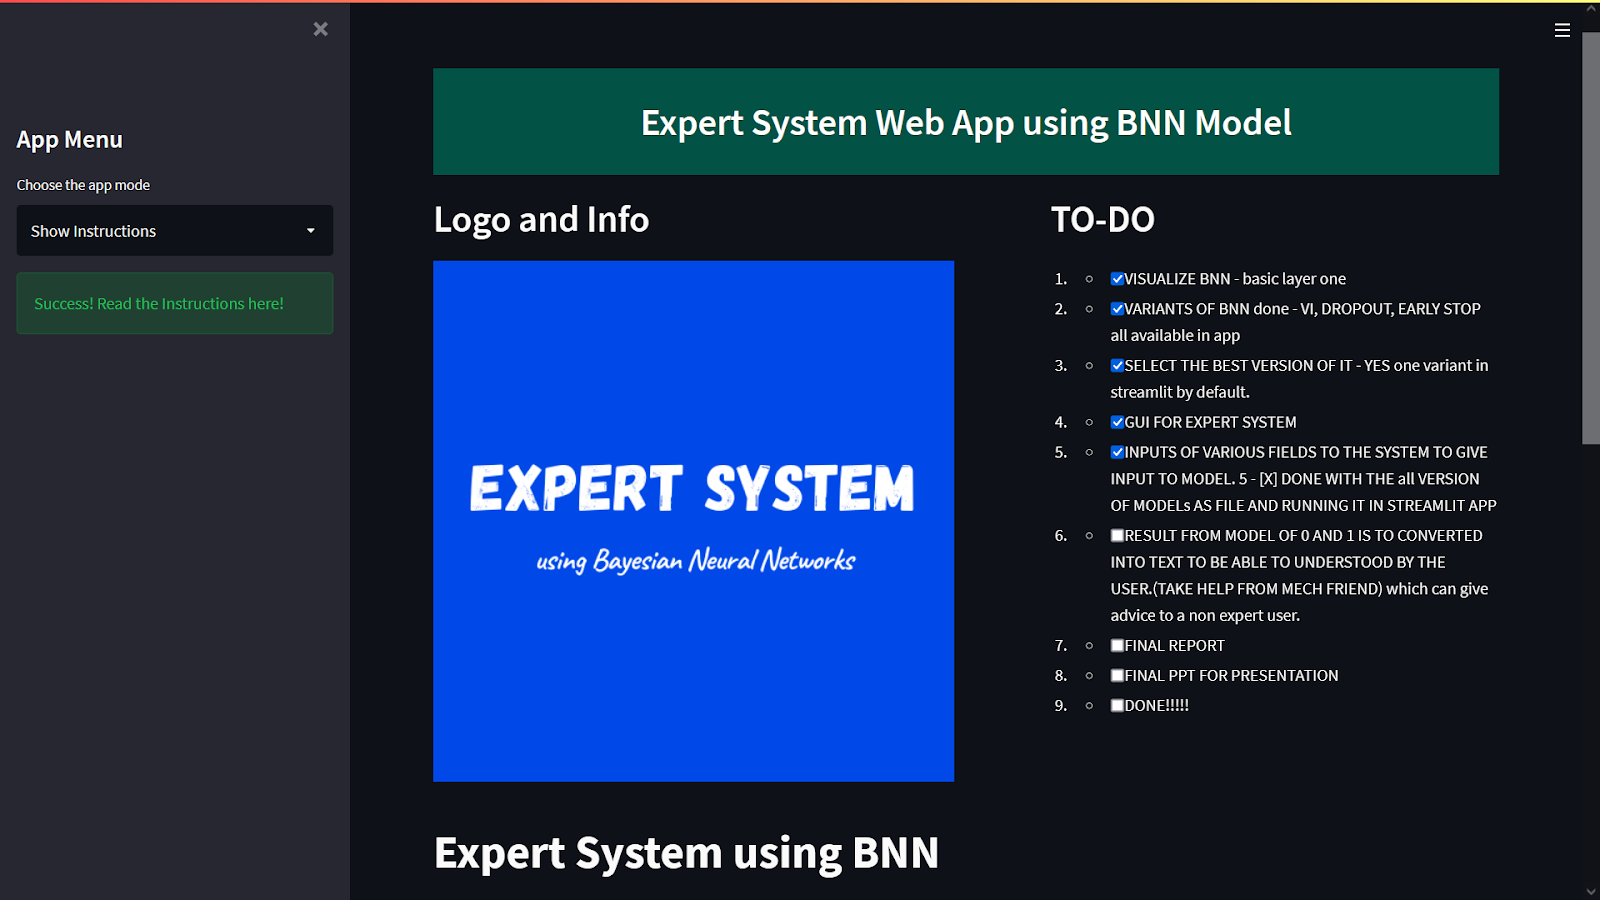 App Menu
Choose the app mode
Show Instructions
Success! Read the Instructions here!
Expert System Web App using BNN Model
Logo and Info
EXPERT SYSTEM
using Bayesian Neural Networks
TO-DO
1. VISUALIZE BNN - basic layer one
2. VARIANTS OF BNN done - VI, DROPOUT, EARLY STOP
all available in app
3. SELECT THE BEST VERSION OF IT - YES one variant in
streamlit by default.
4. GUI FOR EXPERT SYSTEM
5. INPUTS OF VARIOUS FIELDS TO THE SYSTEM TO GIVE
INPUT TO MODEL. 5 - [X] DONE WITH THE all VERSION
OF MODELs AS FILE AND RUNNING IT IN STREAMLIT APP
6. RESULT FROM MODEL OF 0 AND 1 IS TO CONVERTED
INTO TEXT TO BE ABLE TO UNDERSTOOD BY THE
USER.(TAKE HELP FROM MECH FRIEND) which can give
advice to a non expert user.
7. FINAL REPORT
8. FINAL PPT FOR PRESENTATION
9. DONE!!!!!
Expert System using BNN